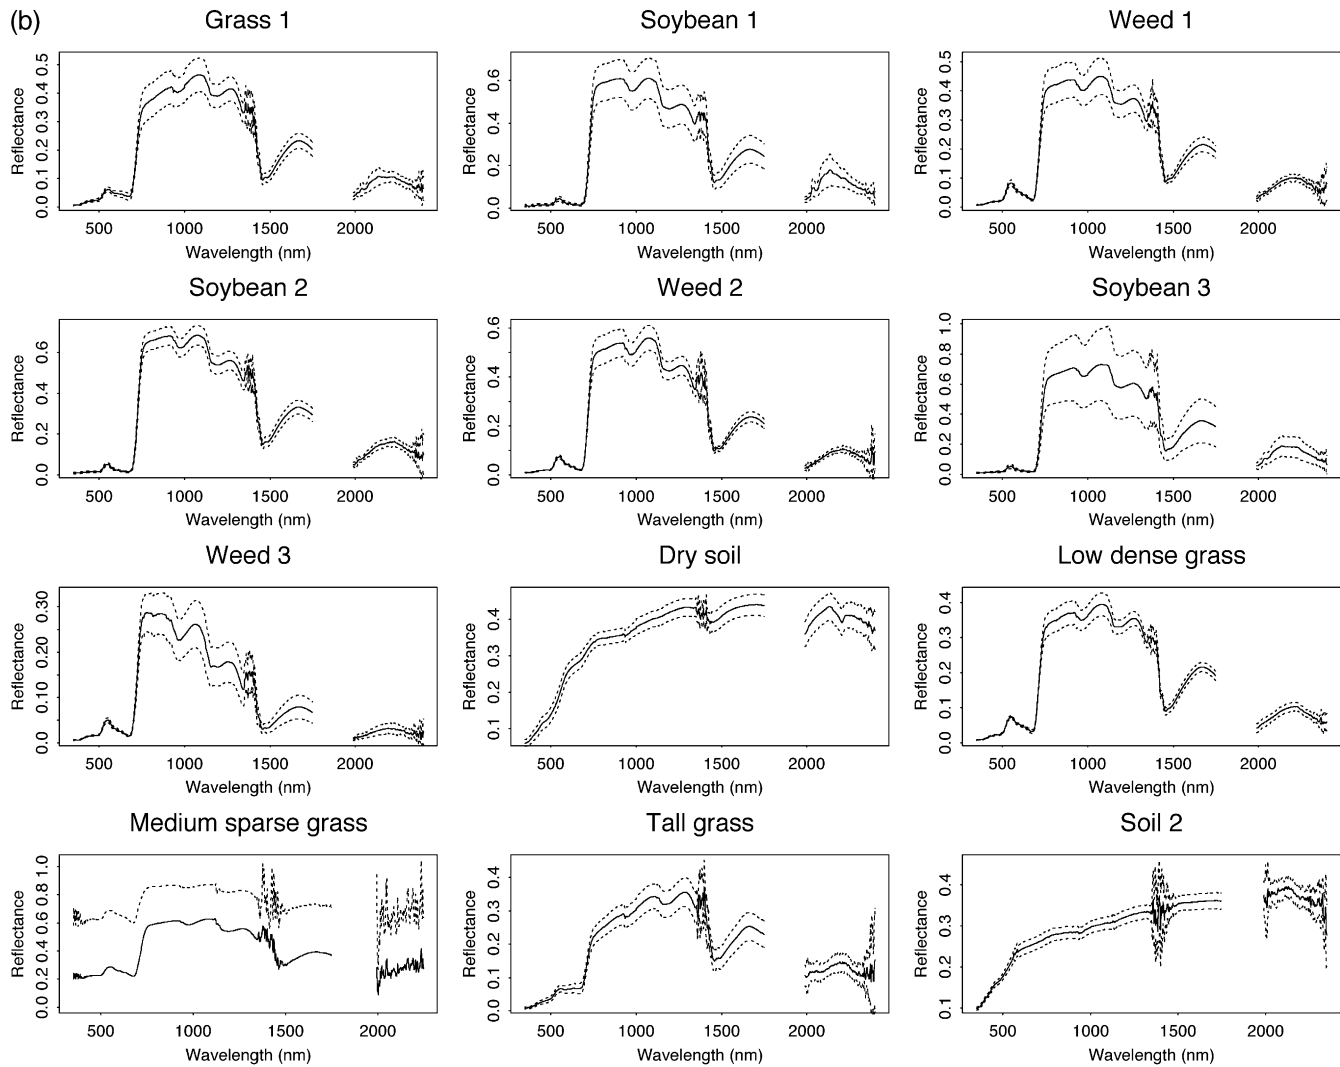 (b)
Grass 1
Soybean 1
Weed 1
Reflectance
0.0 0.1 0.2 0.3 0.4 0.5
500 1000 1500 2000
Wavelength (nm)
Reflectance
0.0 0.2 0.4 0.6
500 1000 1500 2000
Wavelength (nm)
Reflectance
0.0 0.1 0.2 0.3 0.4 0.5
500 1000 1500 2000
Wavelength (nm)
Soybean 2
Weed 2
Soybean 3
Reflectance
0.0 0.2 0.4 0.6
500 1000 1500 2000
Wavelength (nm)
Reflectance
0.0 0.2 0.4 0.6
500 1000 1500 2000
Wavelength (nm)
Reflectance
0.0 0.2 0.4 0.6 0.8 1.0
500 1000 1500 2000
Wavelength (nm)
Weed 3
Dry soil
Low dense grass
Reflectance
0.0 0.10 0.20 0.30
500 1000 1500 2000
Wavelength (nm)
Reflectance
0.1 0.2 0.3 0.4
500 1000 1500 2000
Wavelength (nm)
Reflectance
0.0 0.1 0.2 0.3 0.4
500 1000 1500 2000
Wavelength (nm)
Medium sparse grass
Tall grass
Soil 2
Reflectance
0.0 0.2 0.4 0.6 0.8 1.0
500 1000 1500 2000
Wavelength (nm)
Reflectance
0.0 0.1 0.2 0.3 0.4
500 1000 1500 2000
Wavelength (nm)
Reflectance
0.1 0.2 0.3 0.4
500 1000 1500 2000
Wavelength (nm)